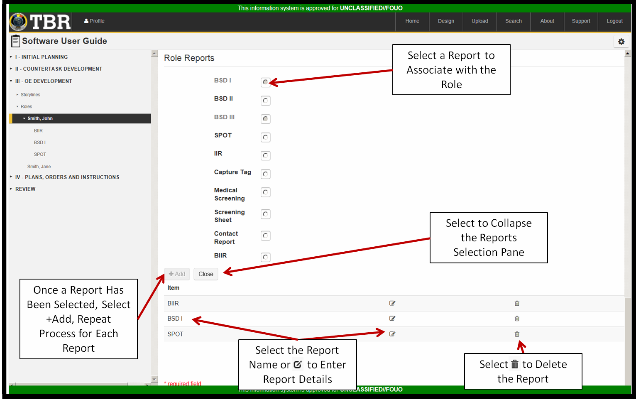 This information system is approved for UNCLASSIFIED//FOUO
TBR
Profile
Home Design Upload Search About Support Logout
Software User Guide
I - INITIAL PLANNING
II - COUNTERTASK DEVELOPMENT
III - OE DEVELOPMENT
Storylines
Roles
Smith, John
BIIR
BSD I
SPOT
Smith, Jane
IV - PLANS, ORDERS AND INSTRUCTIONS
REVIEW
Role Reports
BSD I
BSD II
BSD III
SPOT
IIR
Capture Tag
Medical
Screening
Screening
Sheet
Contact
Report
BIIR
+ Add Close
Item
BIIR
BSD I
SPOT
* required field
This information system is approved for UNCLASSIFIED//FOUO
Select a Report to
Associate with the
Role
Select to Collapse
the Reports
Selection Pane
Once a Report Has
Been Selected, Select
+Add, Repeat
Process for Each
Report
Select the Report
Name or to Enter
Report Details
Select to Delete
the Report